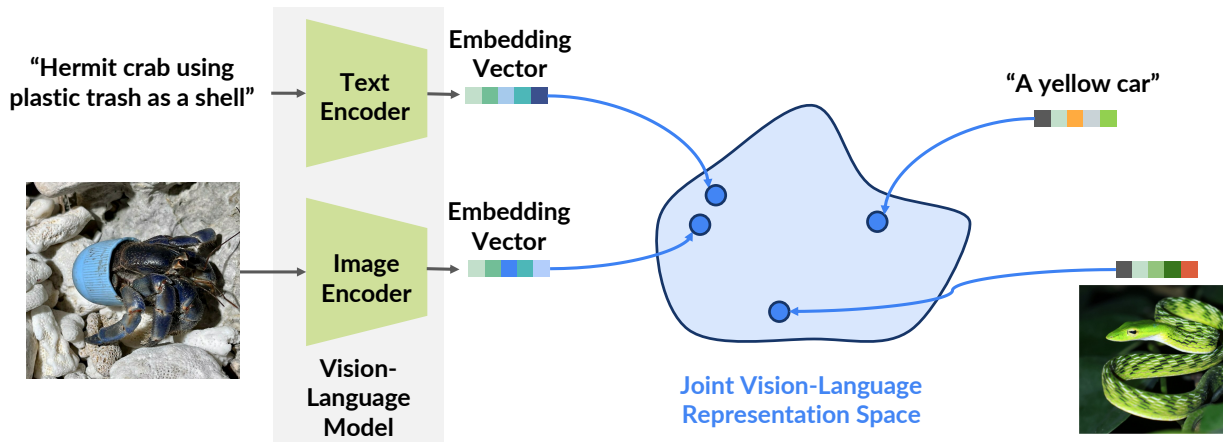 “Hermit crab using
plastic trash as a shell”
Text
Encoder
Embedding
Vector
“A yellow car”
Image
Encoder
Embedding
Vector
Vision-
Language
Model
Joint Vision-Language
Representation Space